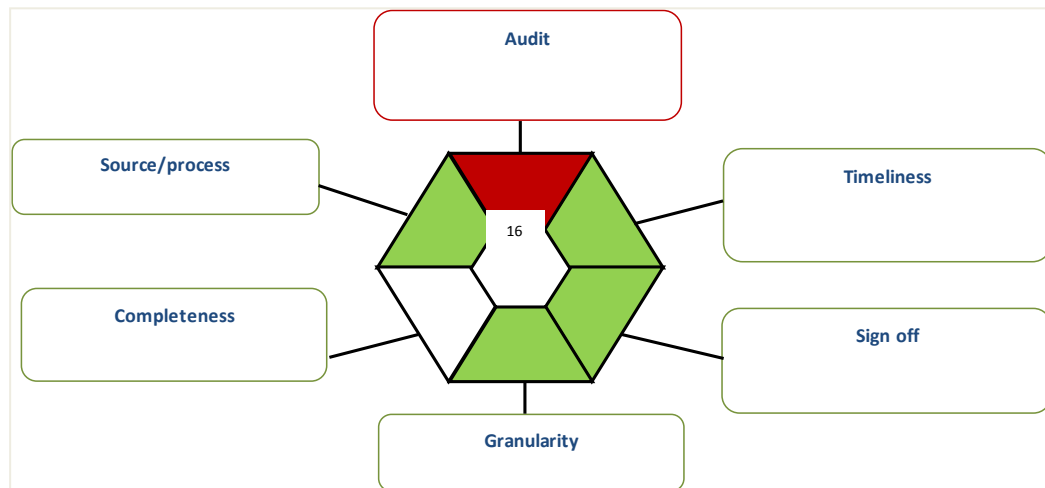 Audit
Source/process
Timeliness
16
Completeness
Sign off
Granularity